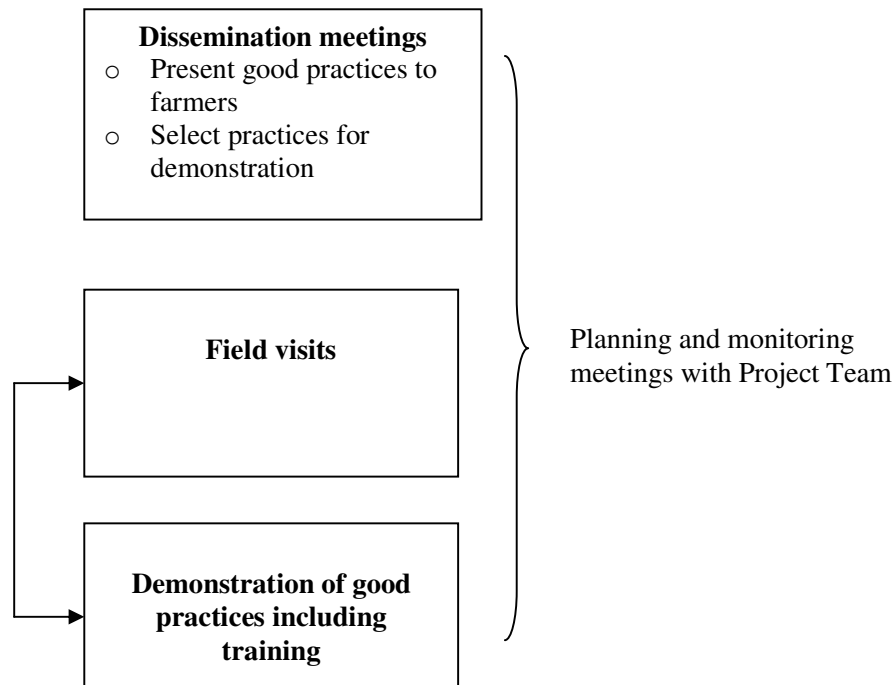 Dissemination meetings
o Present good practices to
farmers
o Select practices for
demonstration
Field visits
Planning and monitoring
meetings with Project Team
Demonstration of good
practices including
training